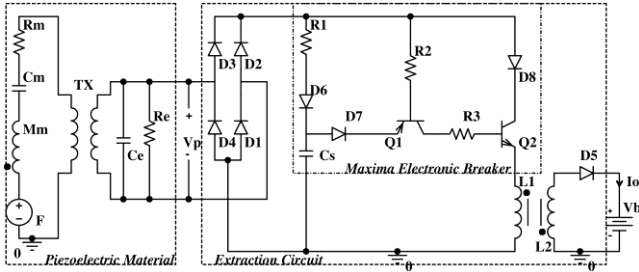 Rm
Cm
TX
Mm
F
0
Re
Ce
+
Vp
-
Piezoelectric Material
D3 D2
D4 D1
R1
R2
D8
D6
D7
R3
Q1
Q2
Cs
Maxima Electronic Breaker
L1
D5
Io
Vb
L2
0
0
Extraction Circuit